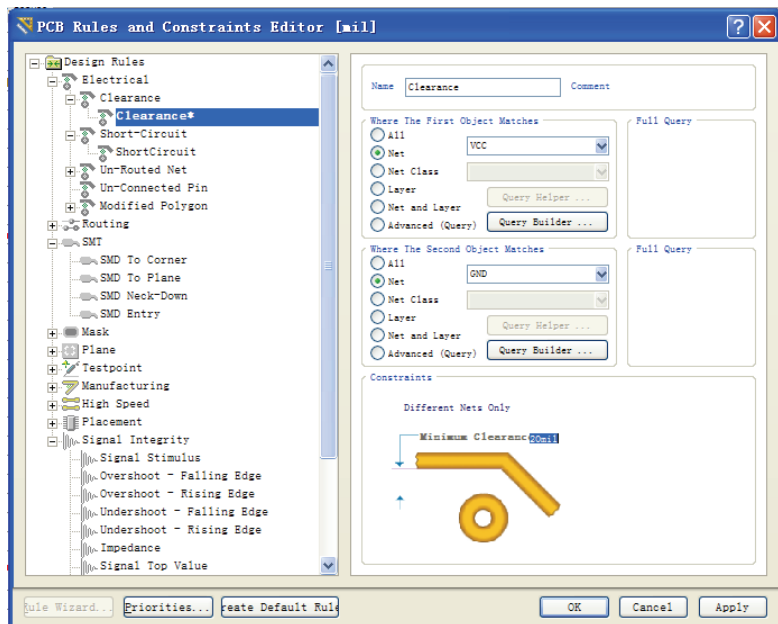 PCB Rules and Constraints Editor [mil]
Design Rules
Electrical
Clearance
Clearance*
Short-Circuit
ShortCircuit
Un-Routed Net
Un-Connected Pin
Modified Polygon
Routing
SMT
SMD To Corner
SMD To Plane
SMD Neck-Down
SMD Entry
Mask
Plane
Testpoint
Manufacturing
High Speed
Placement
Signal Integrity
Signal Stimulus
Overshoot - Falling Edge
Overshoot - Rising Edge
Undershoot - Falling Edge
Undershoot - Rising Edge
Impedance
Signal Top Value
Name Clearance Comment
Where The First Object Matches
All
Net
Net Class
Layer
Net and Layer
Advanced (Query)
VCC
Query Helper ...
Query Builder ...
Full Query
Where The Second Object Matches
All
Net
Net Class
Layer
Net and Layer
Advanced (Query)
GND
Query Helper ...
Query Builder ...
Full Query
Constraints
Different Nets Only
Minimum Clearanc 20mil
Rule Wizard... Priorities... reate Default Rule OK Cancel Apply